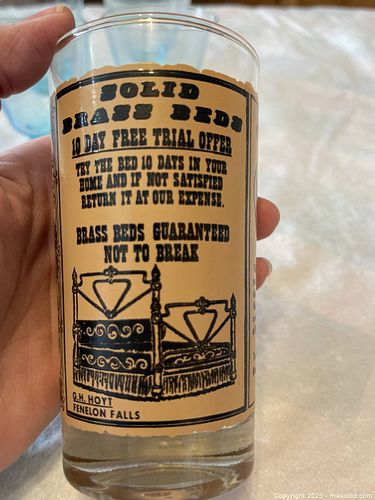 SOLID
BRASS BEDS
10 DAY FREE TRIAL OFFER
TRY THE BED 10 DAYS IN YOUR
HOME AND IF NOT SATISFIED
RETURN IT AT OUR EXPENSE.
BRASS BEDS GUARANTEED
NOT TO BREAK
G.H. HOYT
FENELON FALLS
Copyright 2025 - maxsold.com